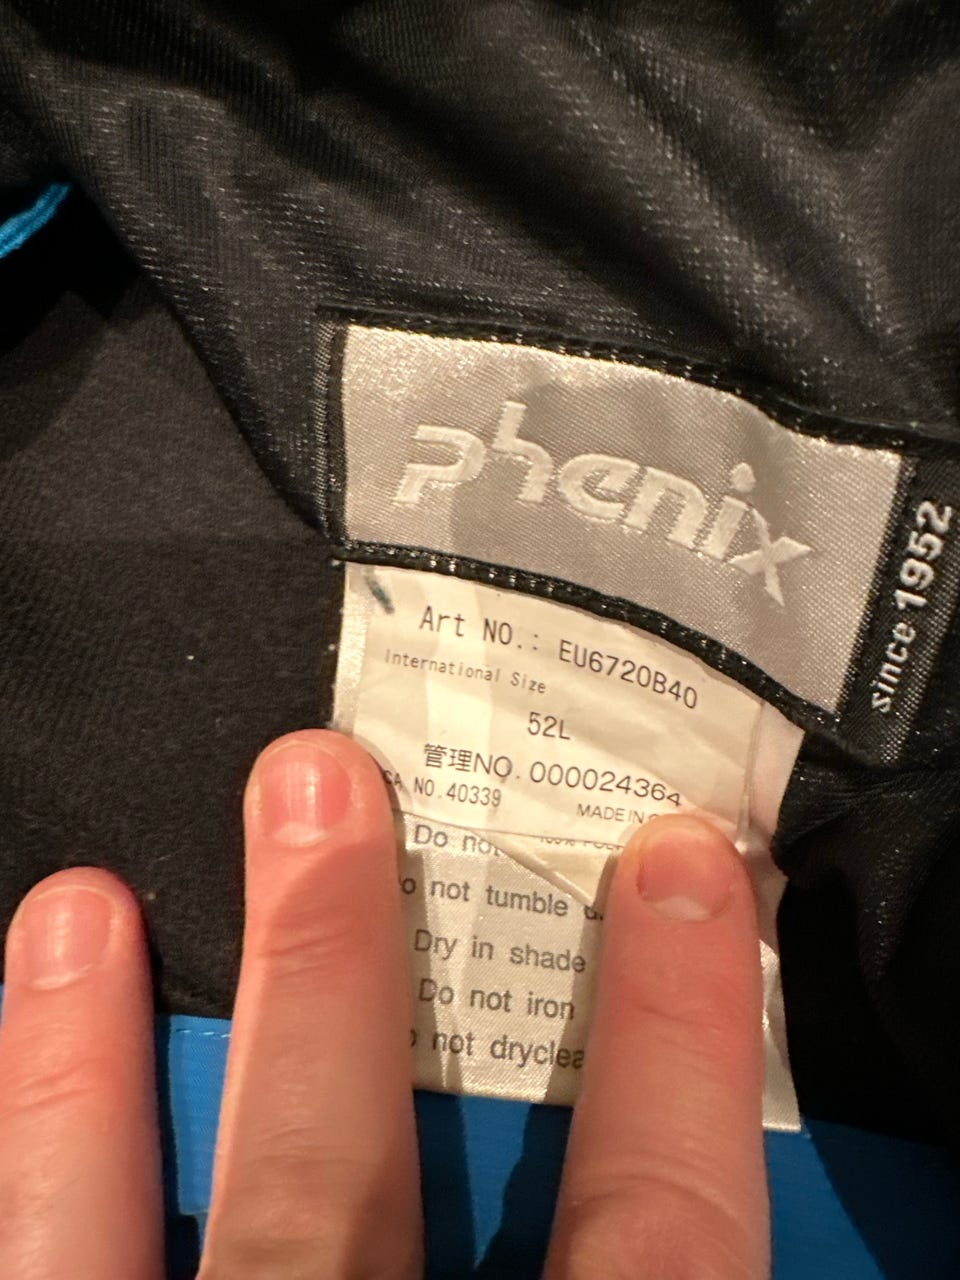 phenix
since 1952
Art NO.: EU6720B40
International Size
52L
管理NO.000024364
CA NO.40339
MADE IN
Do not
not tumble
Dry in shade
Do not iron
not